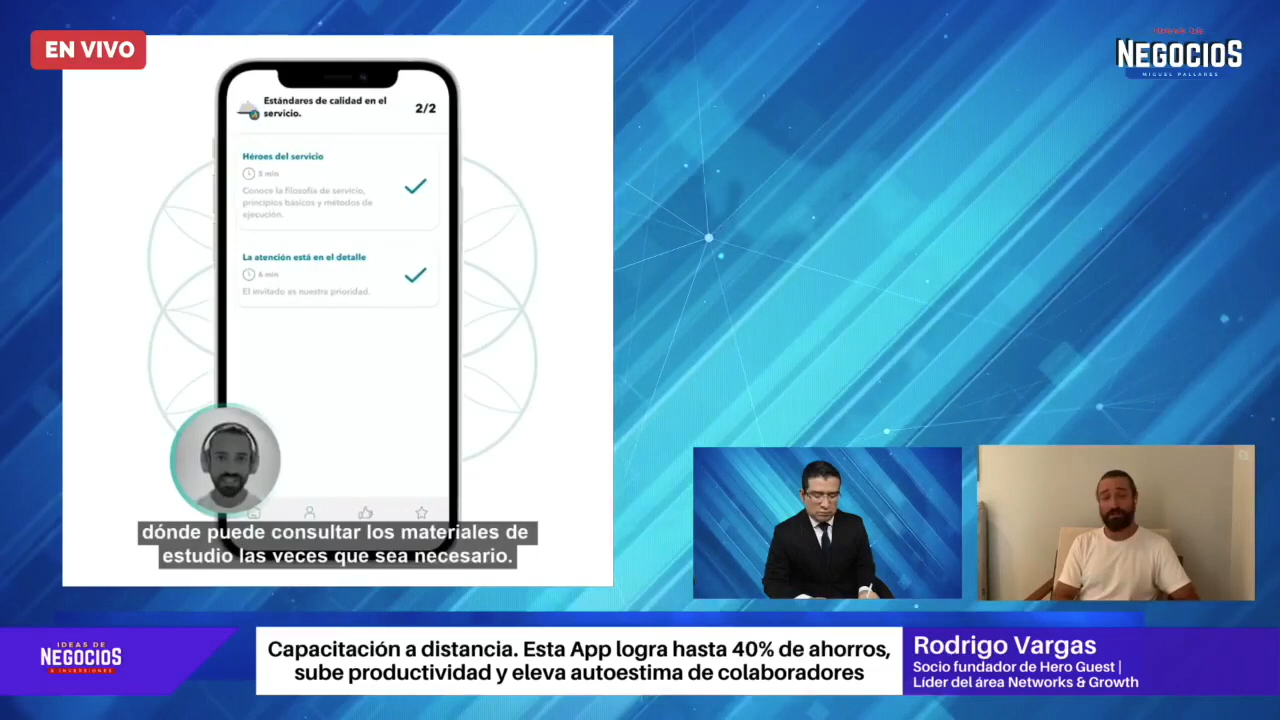 EN VIVO
IDEAS DE
NEGOCIOS
MIGUEL PALLARES
Estándares de calidad en el
servicio.
2/2
Héroes del servicio
5 min
Conoce la filosofía de servicio,
principios básicos y métodos de
ejecución.
La atención está en el detalle
6 min
El invitado es nuestra prioridad.
dónde puede consultar los materiales de
estudio las veces que sea necesario.
IDEAS DE
NEGOCIOS
& INVERSIONES
Capacitación a distancia. Esta App logra hasta 40% de ahorros,
sube productividad y eleva autoestima de colaboradores
Rodrigo Vargas
Socio fundador de Hero Guest |
Líder del área Networks & Growth